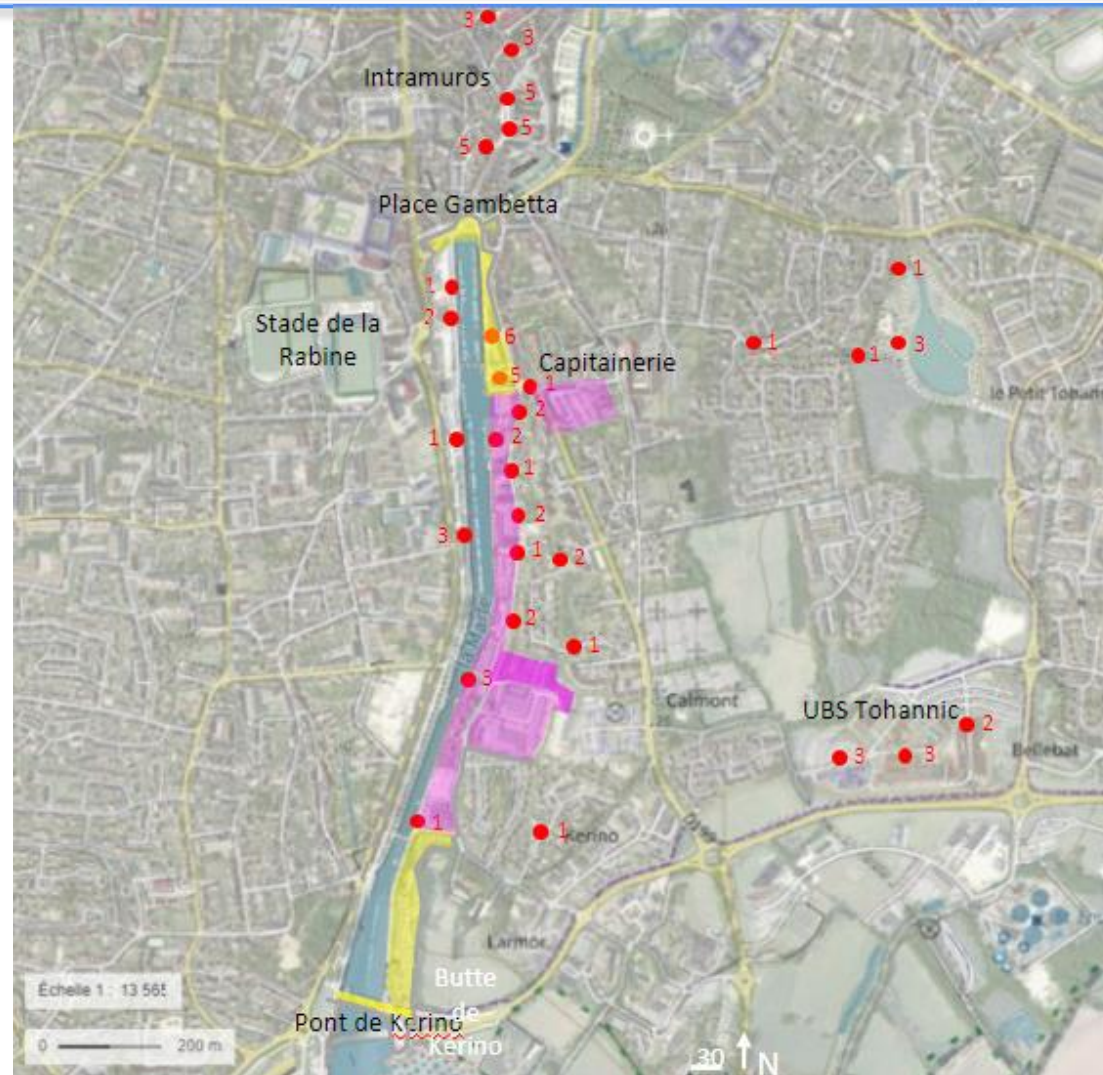 3
3
Intramuros
5
5
5
Place Gambetta
1
1
2
6
Stade de la
Rabine
Capitainerie
1
3
1
5
1
le Petit Tohannic
2
1
2
1
2
3
1
2
2
1
3
Calmont
UBS Tohannic
2
3
3
Bellebat
1
1
Kerino
Larmor
Échelle 1 : 13 565
Butte
de
Kerino
Pont de Kerino
0
200 m
30
N